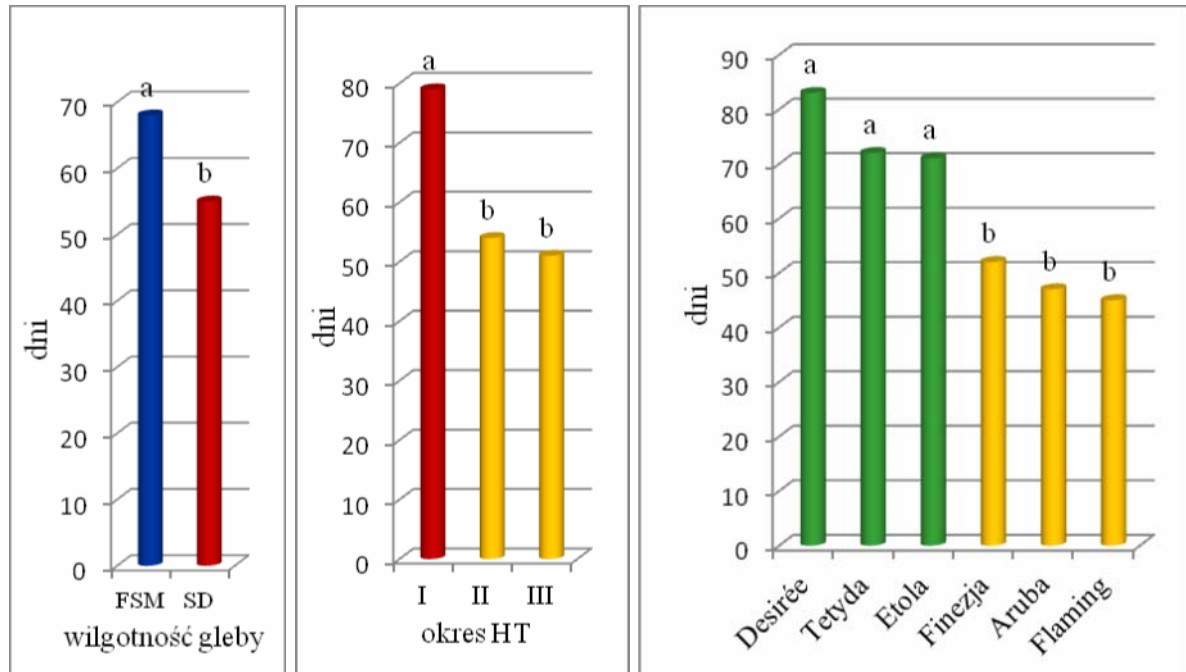 a
b
70
60
50
40
30
20
10
0
dni
FSM SD
wilgotność gleby
a
b
b
80
70
60
50
40
30
20
10
0
dni
I II III
okres HT
a
a
a
b
b
b
90
80
70
60
50
40
30
20
10
0
dni
Desirée
Tetyda
Etola
Finezja
Aruba
Flaming